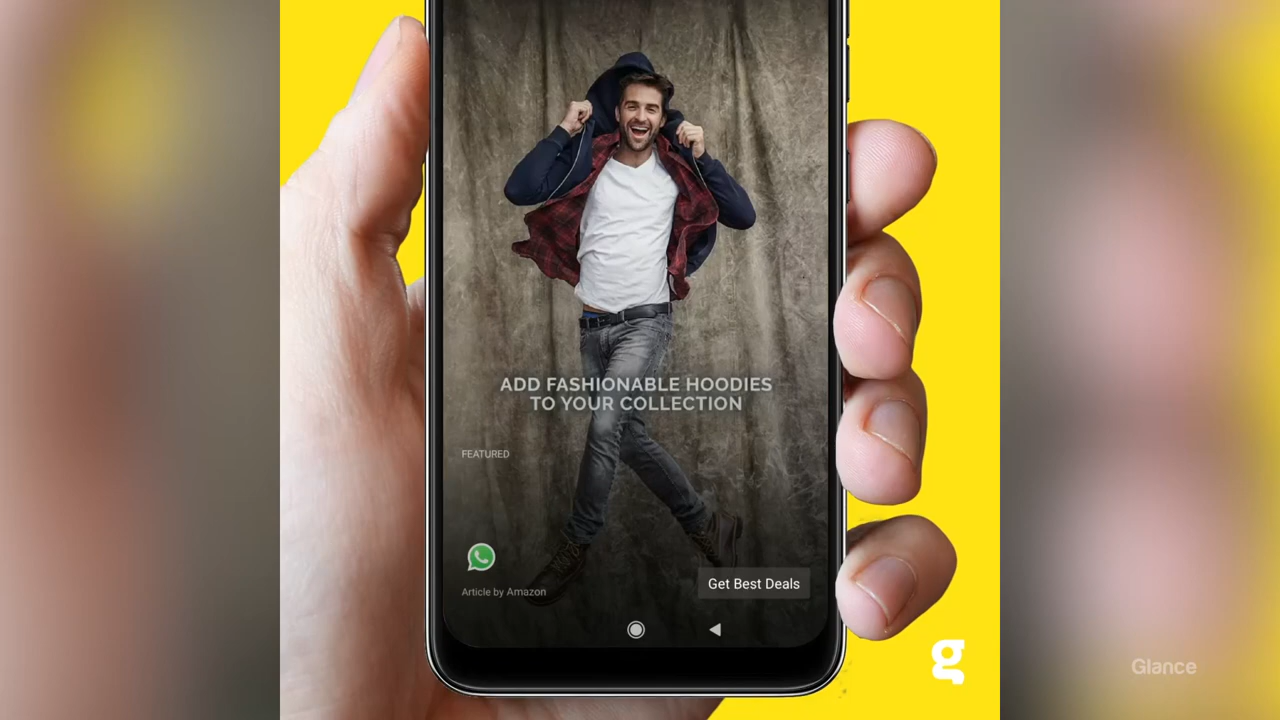 ADD FASHIONABLE HOODIES
TO YOUR COLLECTION
FEATURED
Article by Amazon
Get Best Deals
g
Glance